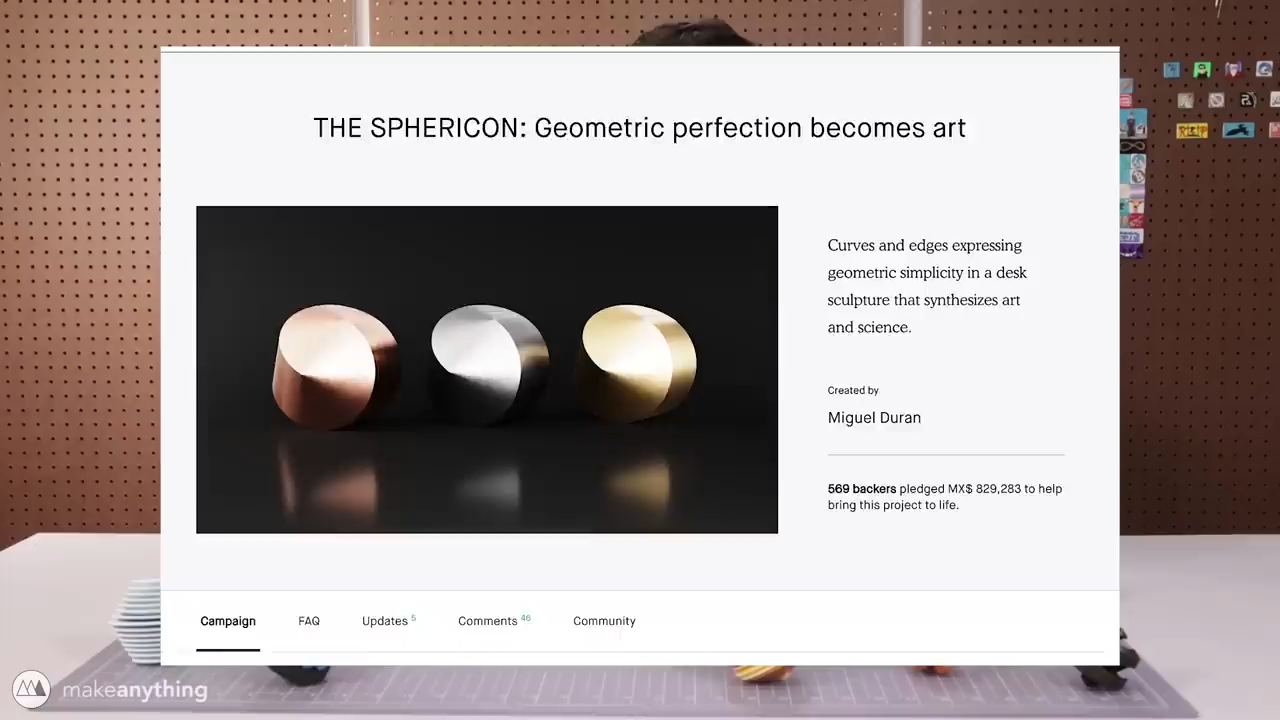 THE SPHERICON: Geometric perfection becomes art
Curves and edges expressing
geometric simplicity in a desk
sculpture that synthesizes art
and science.
Created by
Miguel Duran
569 backers pledged MX$ 829,283 to help
bring this project to life.
Campaign FAQ Updates 5 Comments 46 Community
makeanything